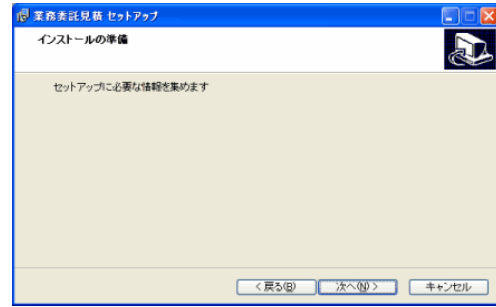 業務委託見積 セットアップ
インストールの準備
セットアップに必要な情報を集めます
< 戻る(B)
次へ(N) >
キャンセル